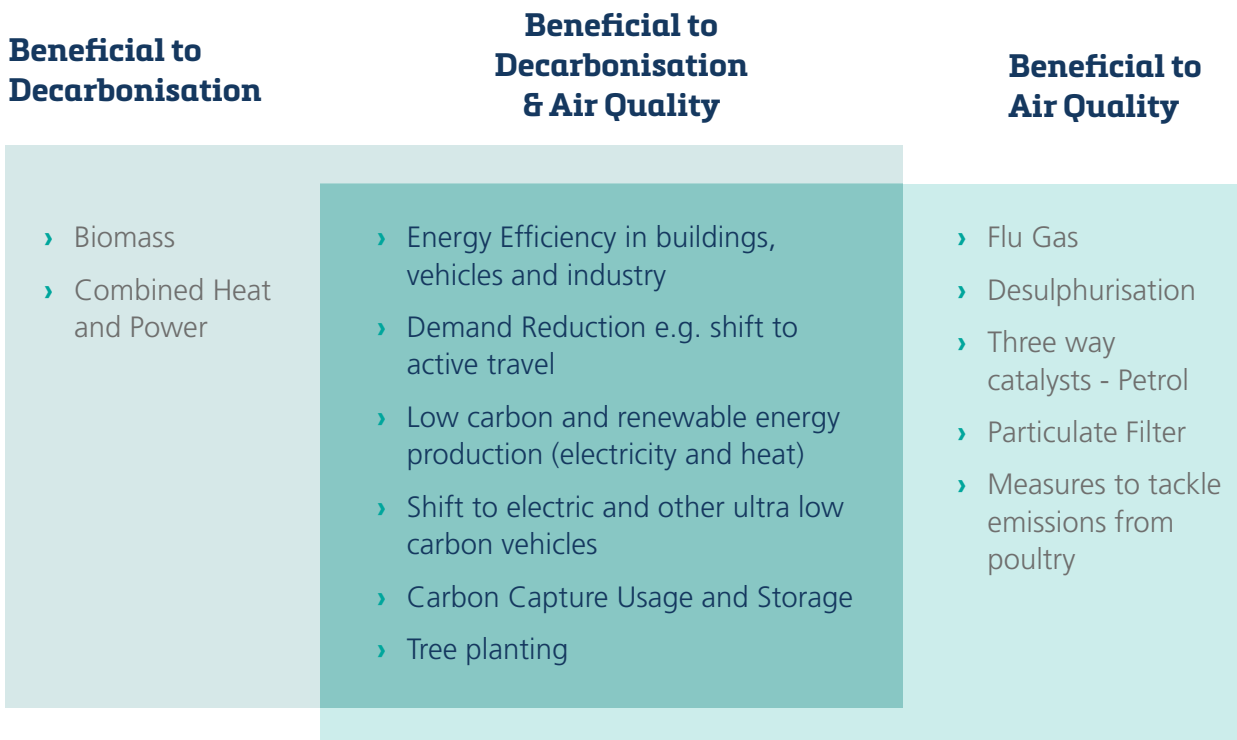 Beneficial to
Decarbonisation
Beneficial to
Decarbonisation
& Air Quality
Beneficial to
Air Quality
› Biomass
› Combined Heat
and Power
› Energy Efficiency in buildings,
vehicles and industry
› Demand Reduction e.g. shift to
active travel
› Low carbon and renewable energy
production (electricity and heat)
› Shift to electric and other ultra low
carbon vehicles
› Carbon Capture Usage and Storage
› Tree planting
› Flu Gas
› Desulphurisation
› Three way
catalysts - Petrol
› Particulate Filter
› Measures to tackle
emissions from
poultry